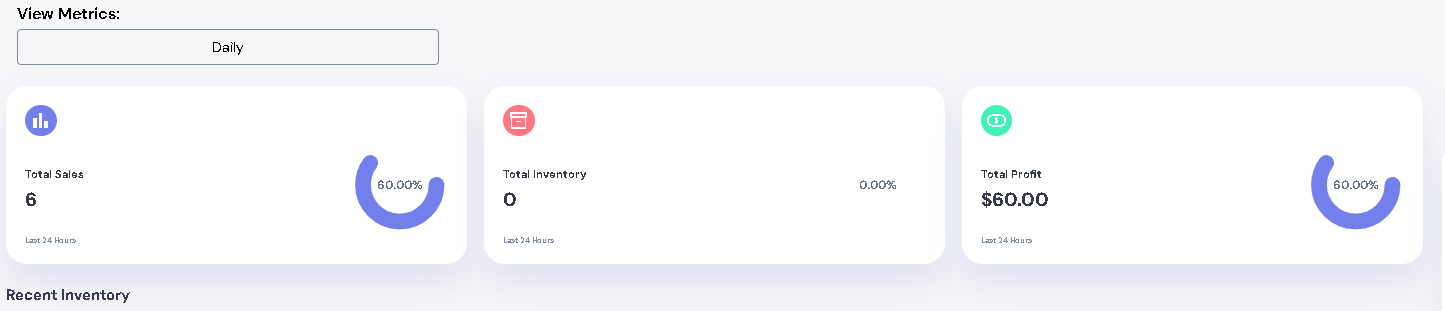 View Metrics:
Daily
Total Sales
6
60.00%
Last 24 Hours
Total Inventory
0
0.00%
Last 24 Hours
Total Profit
$60.00
60.00%
Last 24 Hours
Recent Inventory